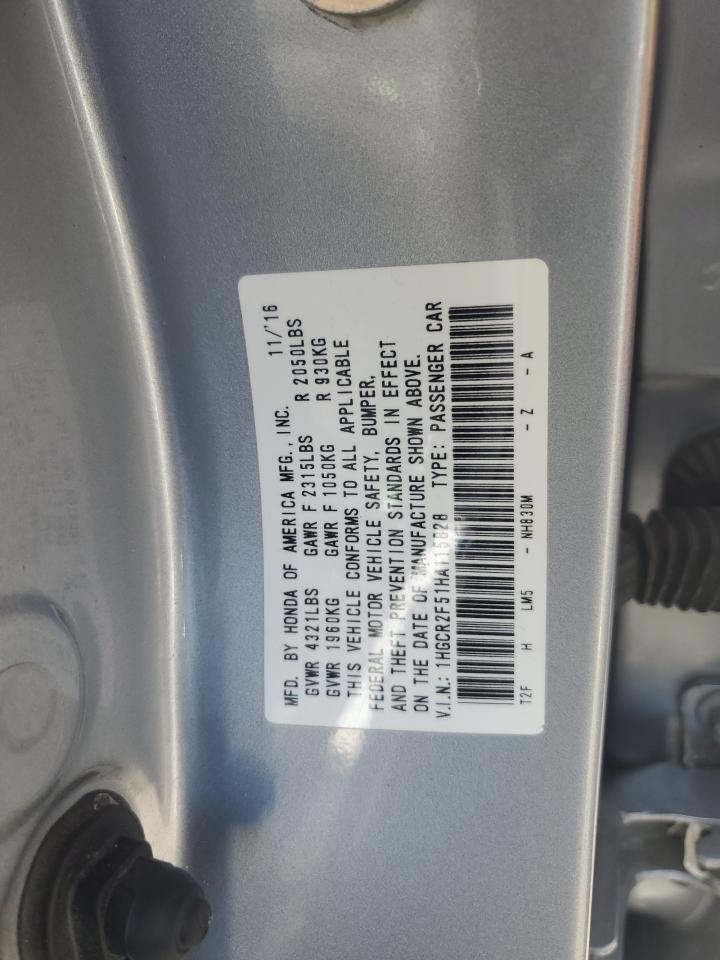 MFD. BY HONDA OF AMERICA MFG., INC. 11/'16
GVWR 4321LBS GAWR F 2315LBS R 2050LBS
GVWR 1960KG GAWR F 1050KG R 930KG
THIS VEHICLE CONFORMS TO ALL APPLICABLE
FEDERAL MOTOR VEHICLE SAFETY, BUMPER,
AND THEFT PREVENTION STANDARDS IN EFFECT
ON THE DATE OF MANUFACTURE SHOWN ABOVE.
V.I.N.: TYPE: PASSENGER CAR
T2F H LM5 - NH830M - Z - A